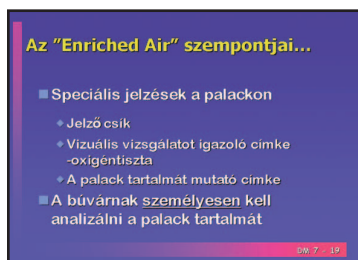 Az "Enriched Air" szempontjai...
Speciális jelzések a palackon
Jelző csík
Vizuális vizsgálatot igazoló címke
-oxigéntiszta
A palack tartalmát mutató címke
A búvárnak személyesen kell
analizálni a palack tartalmát
DM 7 - 19